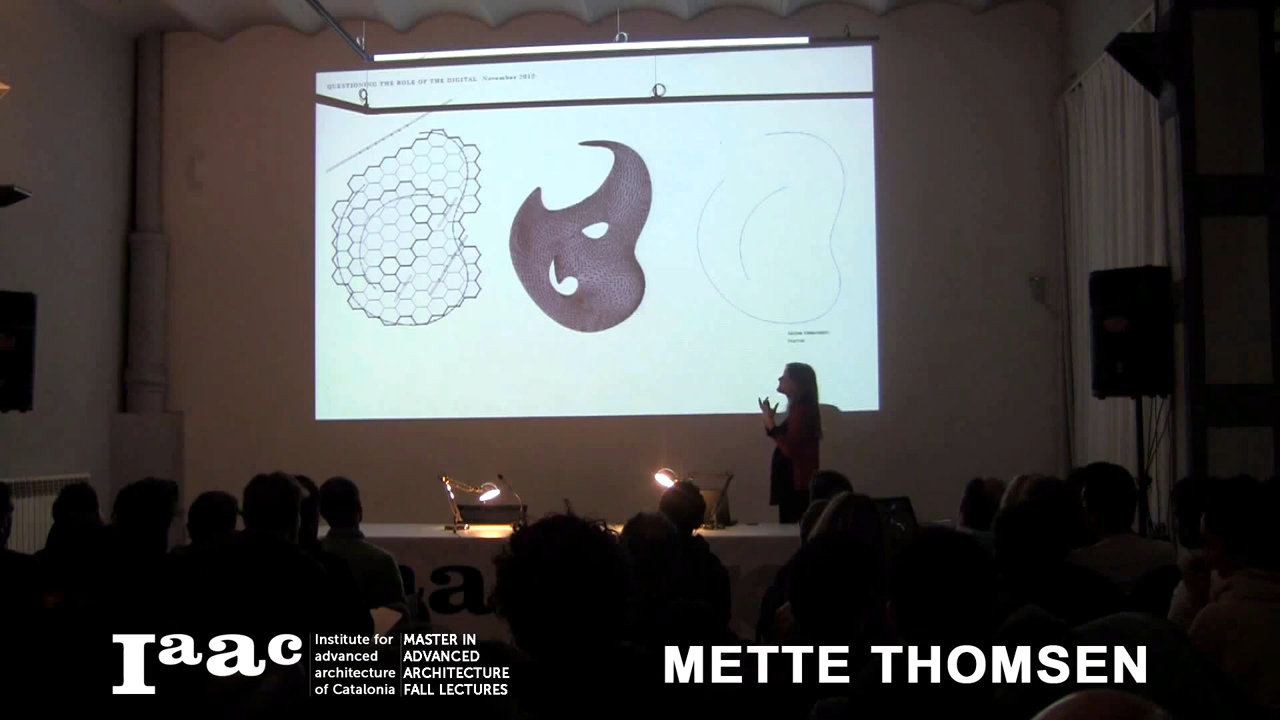 QUESTIONING THE ROLE OF THE DIGITAL November 2012
aa
Iaac
Institute for
advanced
architecture
of Catalonia
MASTER IN
ADVANCED
ARCHITECTURE
FALL LECTURES
METTE THOMSEN